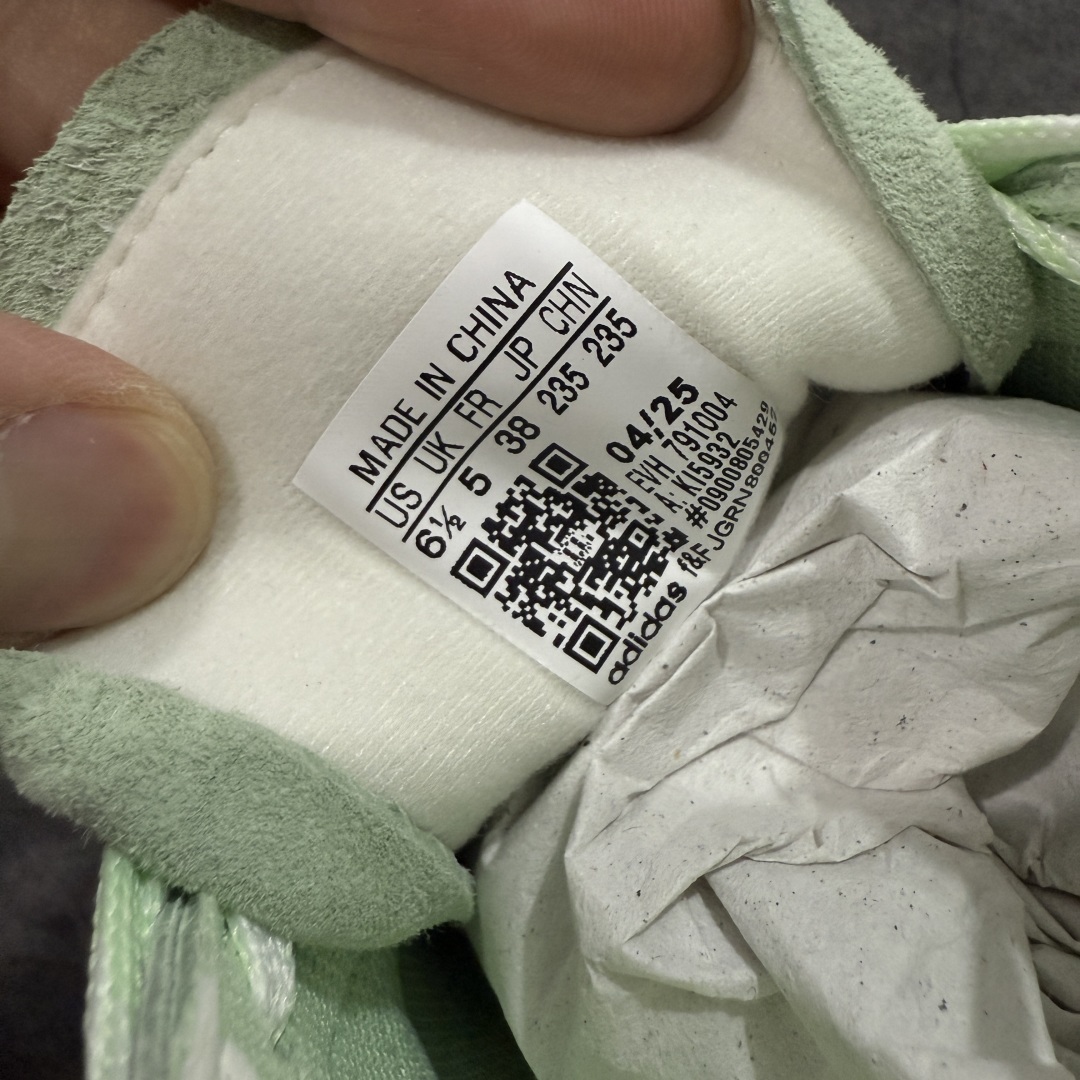 MADE IN CHINA
US UK FR JP CHN
6½ 5 38 235 235
04/25
EVH 791004
A: KI5932
#0900805429
adidas f&F JGRN800457